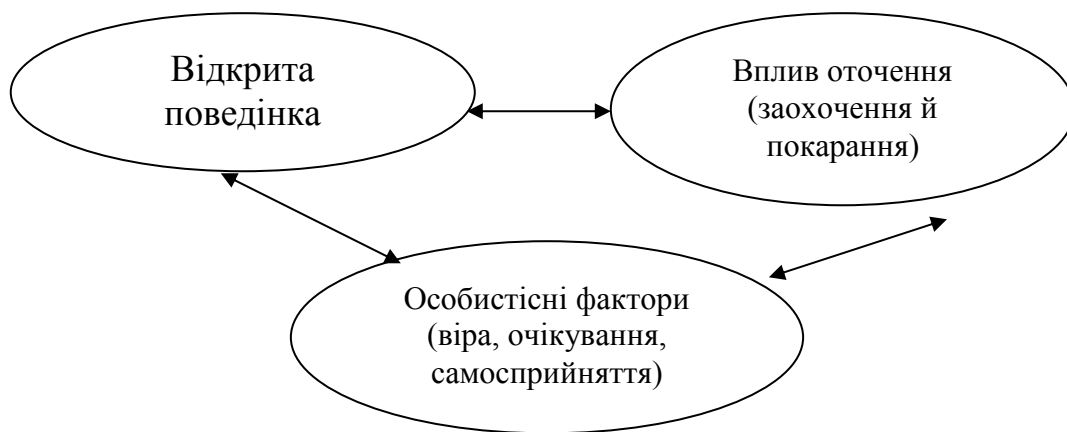 Відкрита
поведінка
Вплив оточення
(заохочення й
покарання)
Особистісні фактори
(віра, очікування,
самосприйняття)